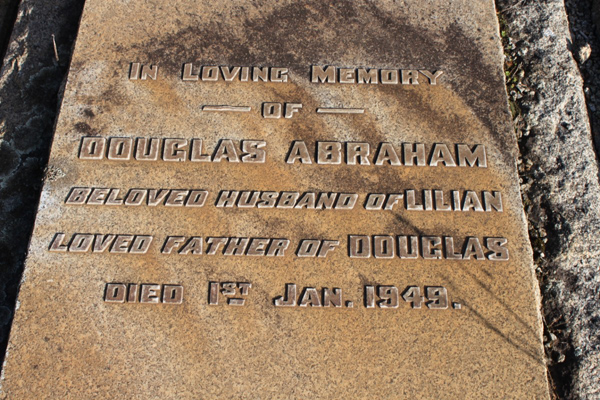 In Loving Memory
— OF —
DOUGLAS ABRAHAM
BELOVED HUSBAND OF LILIAN
LOVED FATHER OF DOUGLAS
DIED 1ST JAN. 1949.